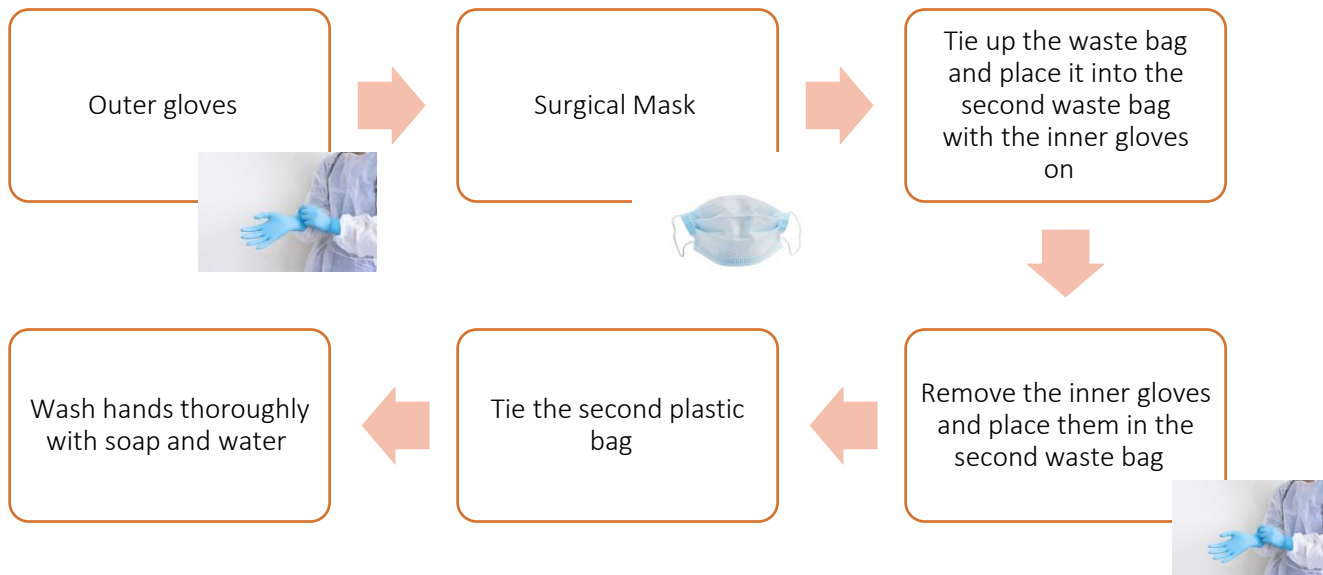 Outer gloves
Surgical Mask
Tie up the waste bag
and place it into the
second waste bag
with the inner gloves
on
Remove the inner gloves
and place them in the
second waste bag
Tie the second plastic
bag
Wash hands thoroughly
with soap and water